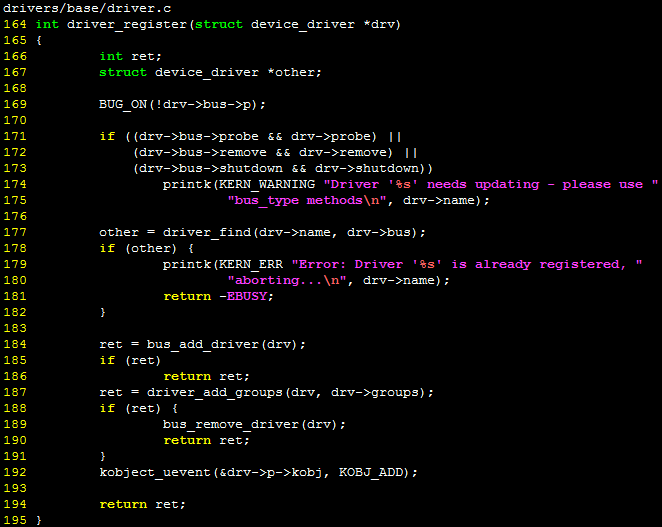 drivers/base/driver.c
164 int driver_register(struct device_driver *drv)
165 {
166         int ret;
167         struct device_driver *other;
168
169         BUG_ON(!drv->bus->p);
170
171         if ((drv->bus->probe && drv->probe) ||
172             (drv->bus->remove && drv->remove) ||
173             (drv->bus->shutdown && drv->shutdown))
174                 printk(KERN_WARNING "Driver '%s' needs updating - please use "
175                         "bus_type methods\n", drv->name);
176
177         other = driver_find(drv->name, drv->bus);
178         if (other) {
179                 printk(KERN_ERR "Error: Driver '%s' is already registered, "
180                         "aborting...\n", drv->name);
181                 return -EBUSY;
182         }
183
184         ret = bus_add_driver(drv);
185         if (ret)
186                 return ret;
187         ret = driver_add_groups(drv, drv->groups);
188         if (ret) {
189                 bus_remove_driver(drv);
190                 return ret;
191         }
192         kobject_uevent(&drv->p->kobj, KOBJ_ADD);
193
194         return ret;
195 }